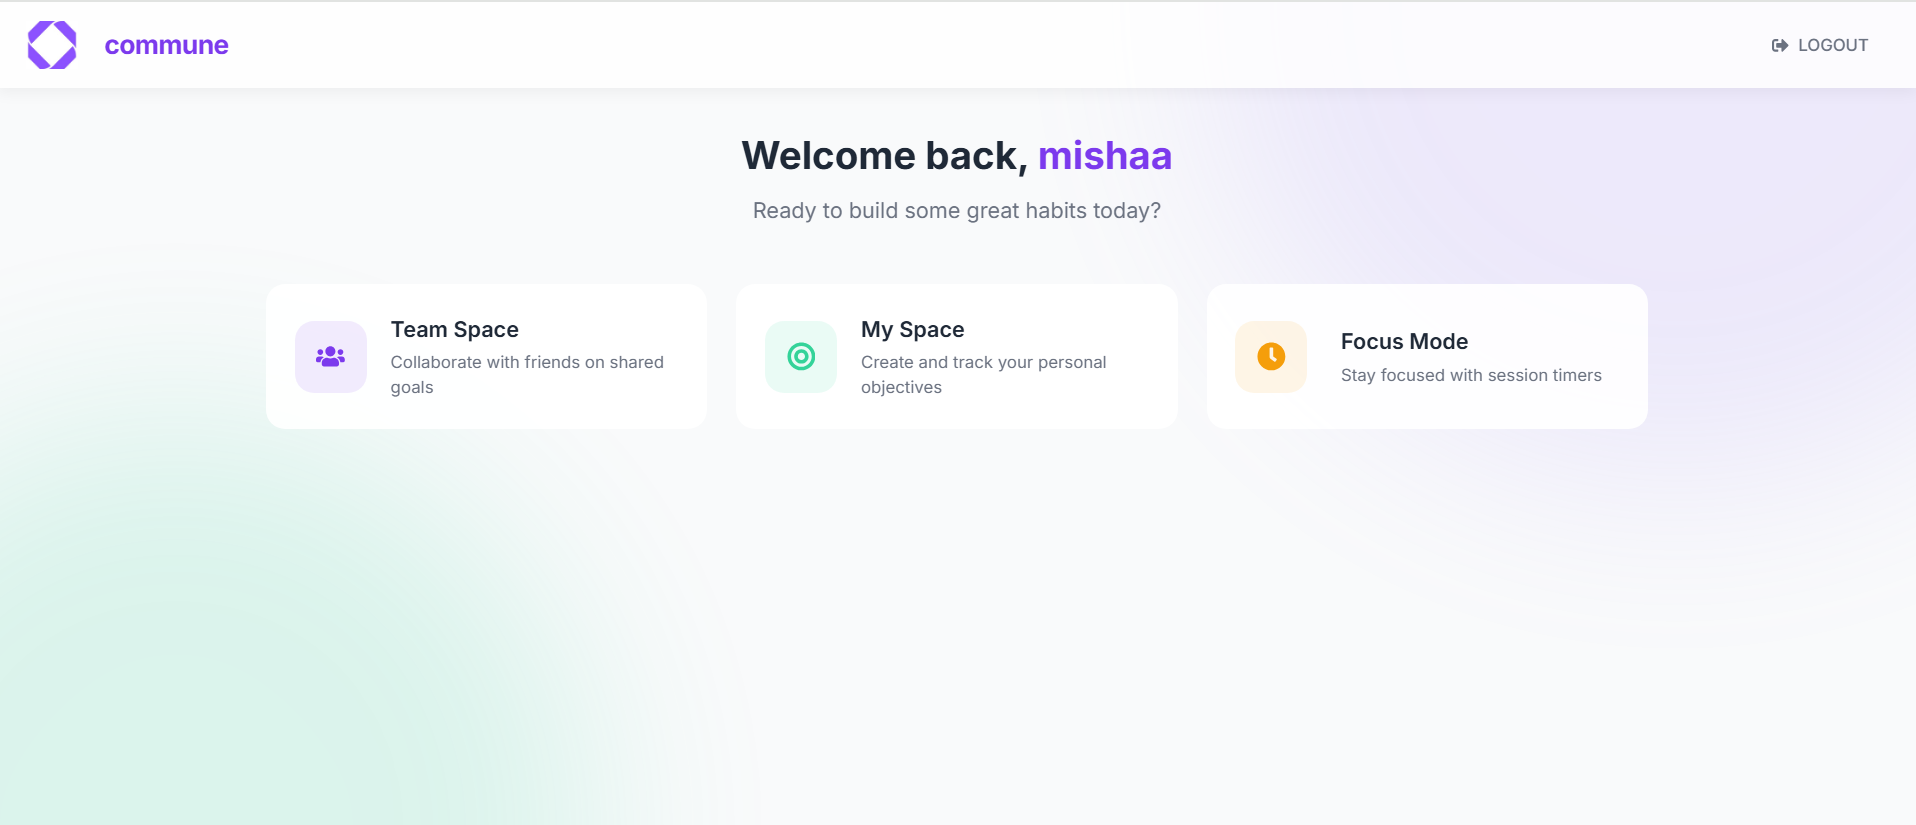 commune
LOGOUT
Welcome back, mishaa
Ready to build some great habits today?
Team Space
Collaborate with friends on shared
goals
My Space
Create and track your personal
objectives
Focus Mode
Stay focused with session timers